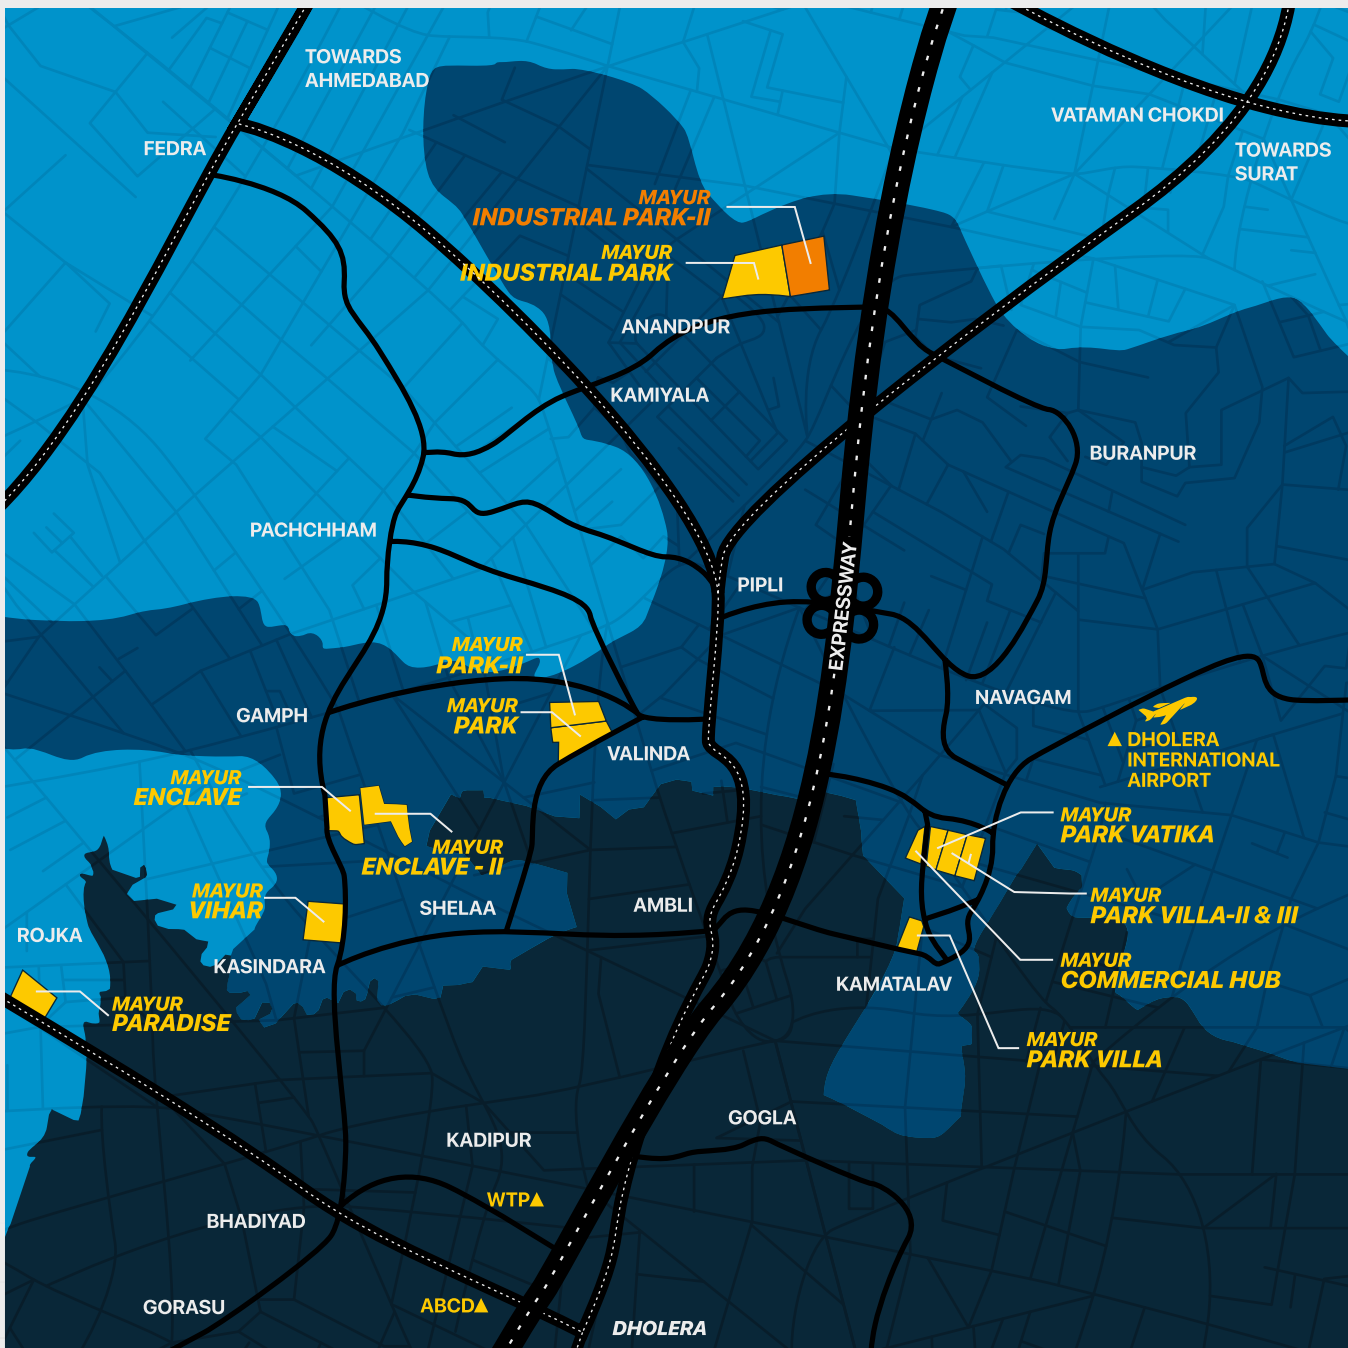 TOWARDS
AHMEDABAD
FEDRA
VATAMAN CHOKDI
TOWARDS
SURAT
MAYUR
INDUSTRIAL PARK-II
MAYUR
INDUSTRIAL PARK
ANANDPUR
KAMIYALA
BURANPUR
PACHCHHAM
PIPLI
EXPRESSWAY
MAYUR
PARK-II
MAYUR
PARK
GAMPH
VALINDA
NAVAGAM
DHOLERA
INTERNATIONAL
AIRPORT
MAYUR
ENCLAVE
MAYUR
ENCLAVE - II
MAYUR
PARK VATIKA
MAYUR
VIHAR
SHELAA
AMBLI
MAYUR
PARK VILLA-II & III
ROJKA
KASINDARA
KAMATALAV
MAYUR
COMMERCIAL HUB
MAYUR
PARADISE
MAYUR
PARK VILLA
GOGLA
KADIPUR
WTP
BHADIYAD
GORASU
ABCD
DHOLERA